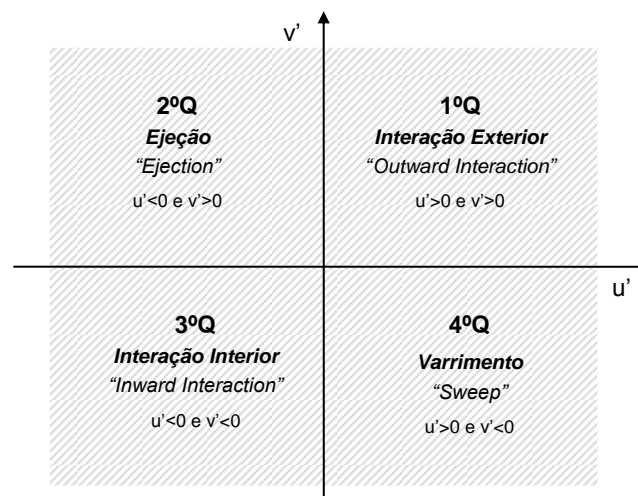 v’
2ºQ
Ejeção
“Ejection”
u’<0 e v’>0
1ºQ
Interação Exterior
“Outward Interaction”
u’>0 e v’>0
u’
3ºQ
Interação Interior
“Inward Interaction”
u’<0 e v’<0
4ºQ
Varrimento
“Sweep”
u’>0 e v’<0